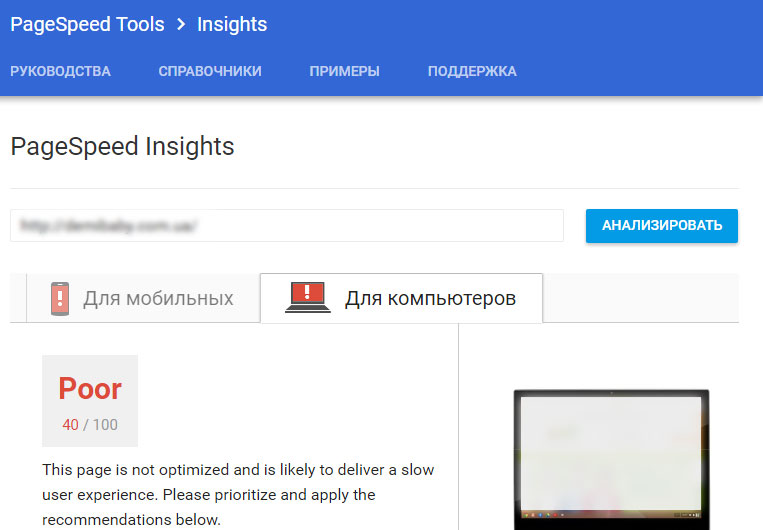 PageSpeed Tools > Insights
РУКОВОДСТВА СПРАВОЧНИКИ ПРИМЕРЫ ПОДДЕРЖКА
PageSpeed Insights
АНАЛИЗИРОВАТЬ
Для мобильных Для компьютеров
Poor
40 / 100
This page is not optimized and is likely to deliver a slow
user experience. Please prioritize and apply the
recommendations below.